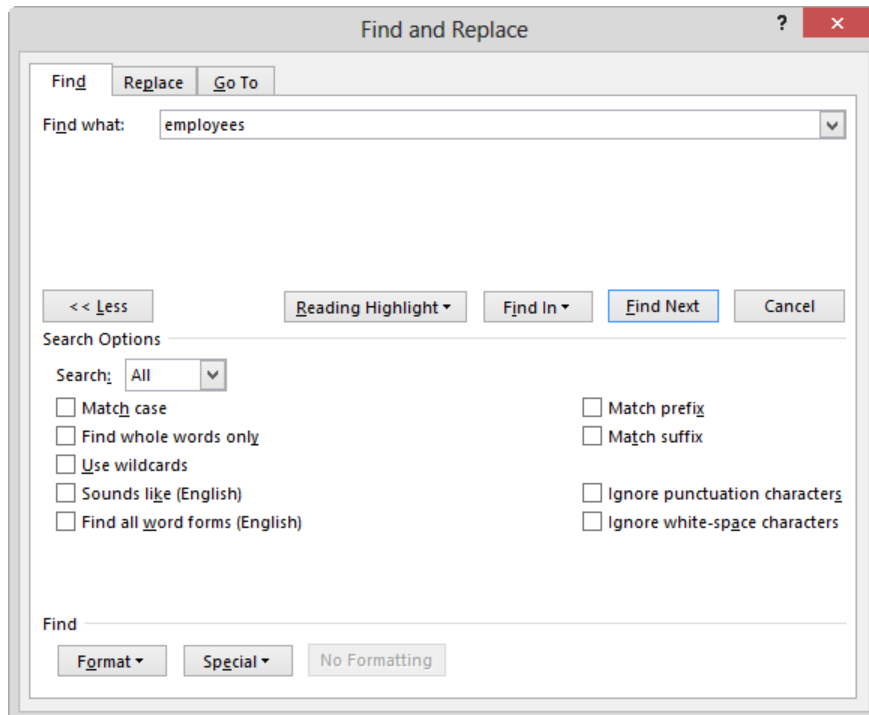 Find and Replace ?
Find Replace Go To
Find what: employees
<< Less Reading Highlight Find In Find Next Cancel
Search Options
Search: All
Match case Match prefix
Find whole words only Match suffix
Use wildcards
Sounds like (English) Ignore punctuation characters
Find all word forms (English) Ignore white-space characters
Find
Format Special No Formatting